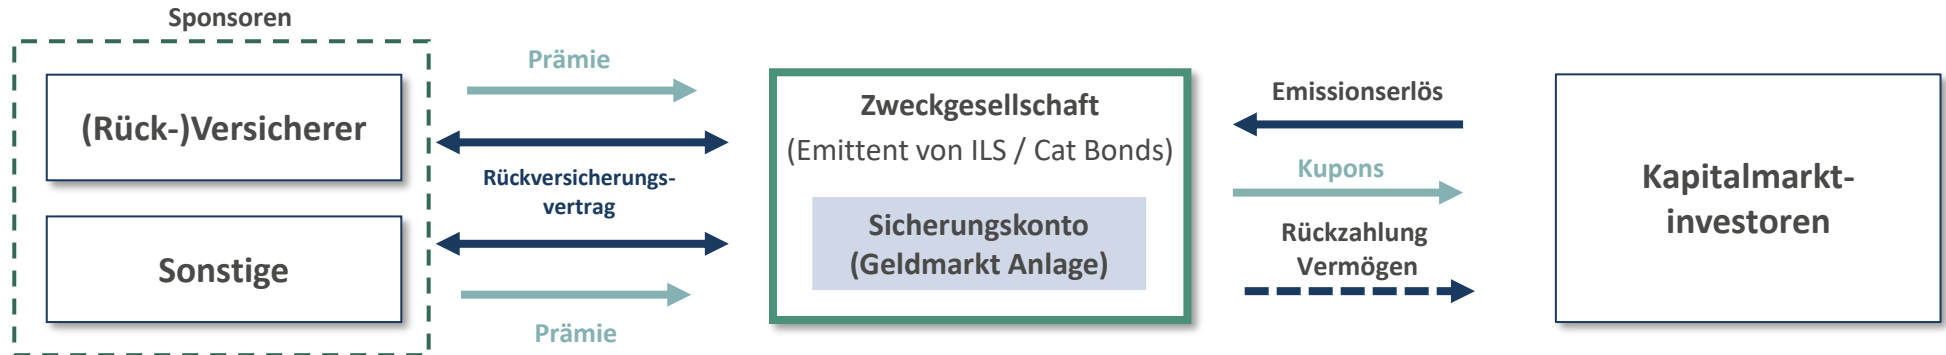 Sponsoren
(Rück-)Versicherer
Sonstige
Prämie
Rückversicherungs-
vertrag
Prämie
Zweckgesellschaft
(Emittent von ILS / Cat Bonds)
Sicherungskonto
(Geldmarkt Anlage)
Emissionserlös
Kupons
Rückzahlung
Vermögen
Kapitalmarkt-
investoren